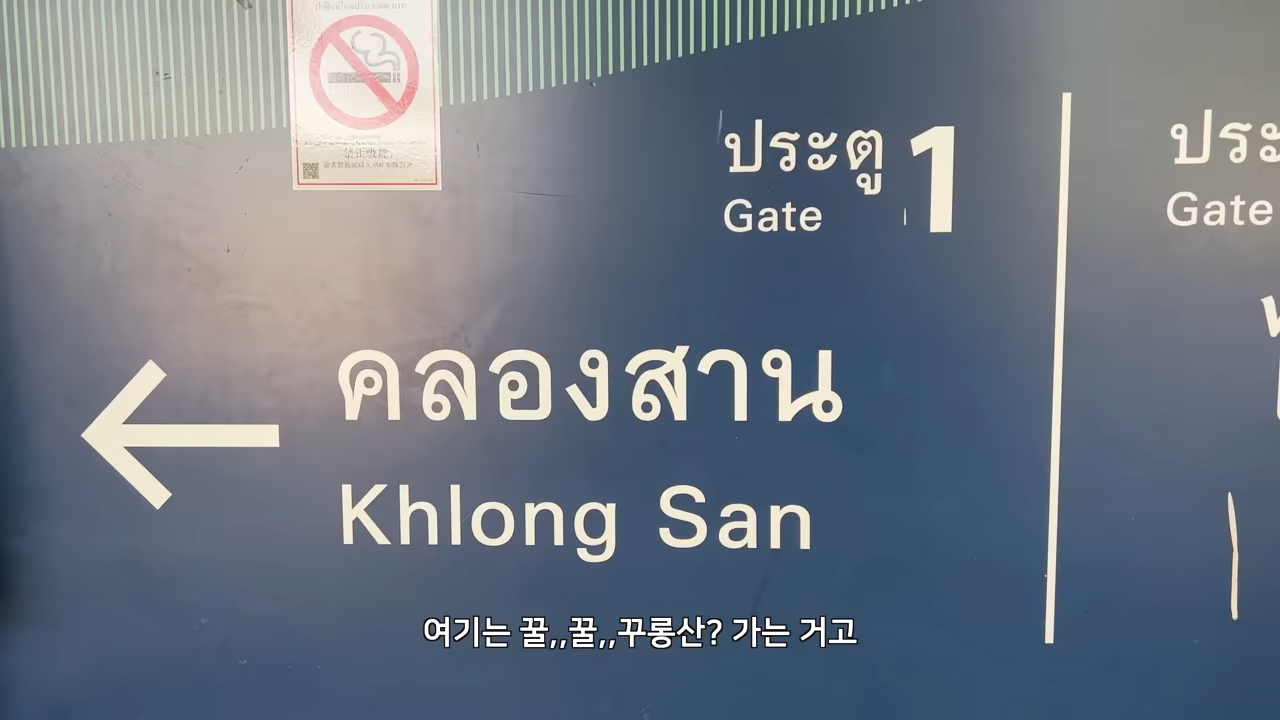 ประตู 1
Gate
คลองสาน
Khlong San
Gate
여기는 꿀,,꿀,,꾸롱산? 가는 거고